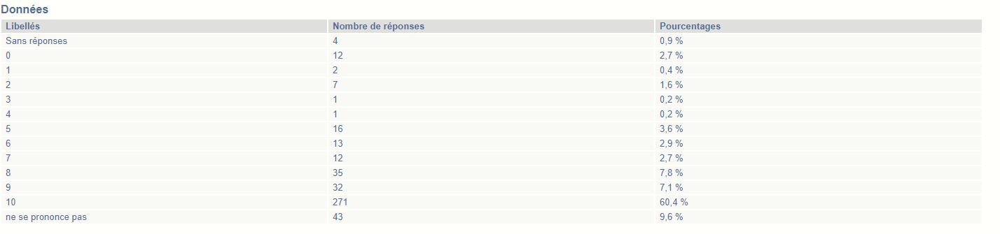 Données
Libellés Nombre de réponses Pourcentages
Sans réponses 4 0,9 %
0 12 2,7 %
1 2 0,4 %
2 7 1,6 %
3 1 0,2 %
4 1 0,2 %
5 16 3,6 %
6 13 2,9 %
7 12 2,7 %
8 35 7,8 %
9 32 7,1 %
10 271 60,4 %
ne se prononce pas 43 9,6 %